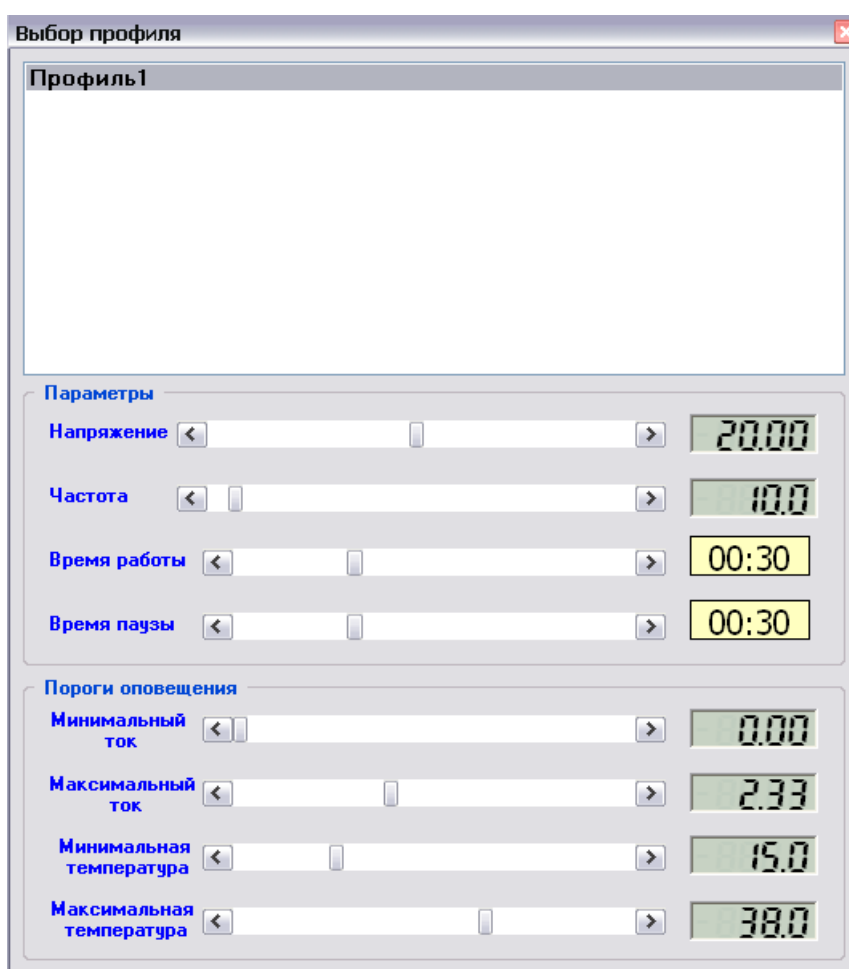 Выбор профиля
Профиль1
Параметры
Напряжение 20.00
Частота 10.0
Время работы 00:30
Время паузы 00:30
Пороги оповещения
Минимальный
ток 0.00
Максимальный
ток 2.33
Минимальная
температура 15.0
Максимальная
температура 38.0